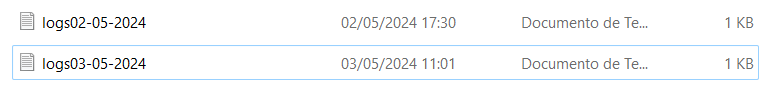 logs02-05-2024 02/05/2024 17:30 Documento de Te... 1 KB
logs03-05-2024 03/05/2024 11:01 Documento de Te... 1 KB